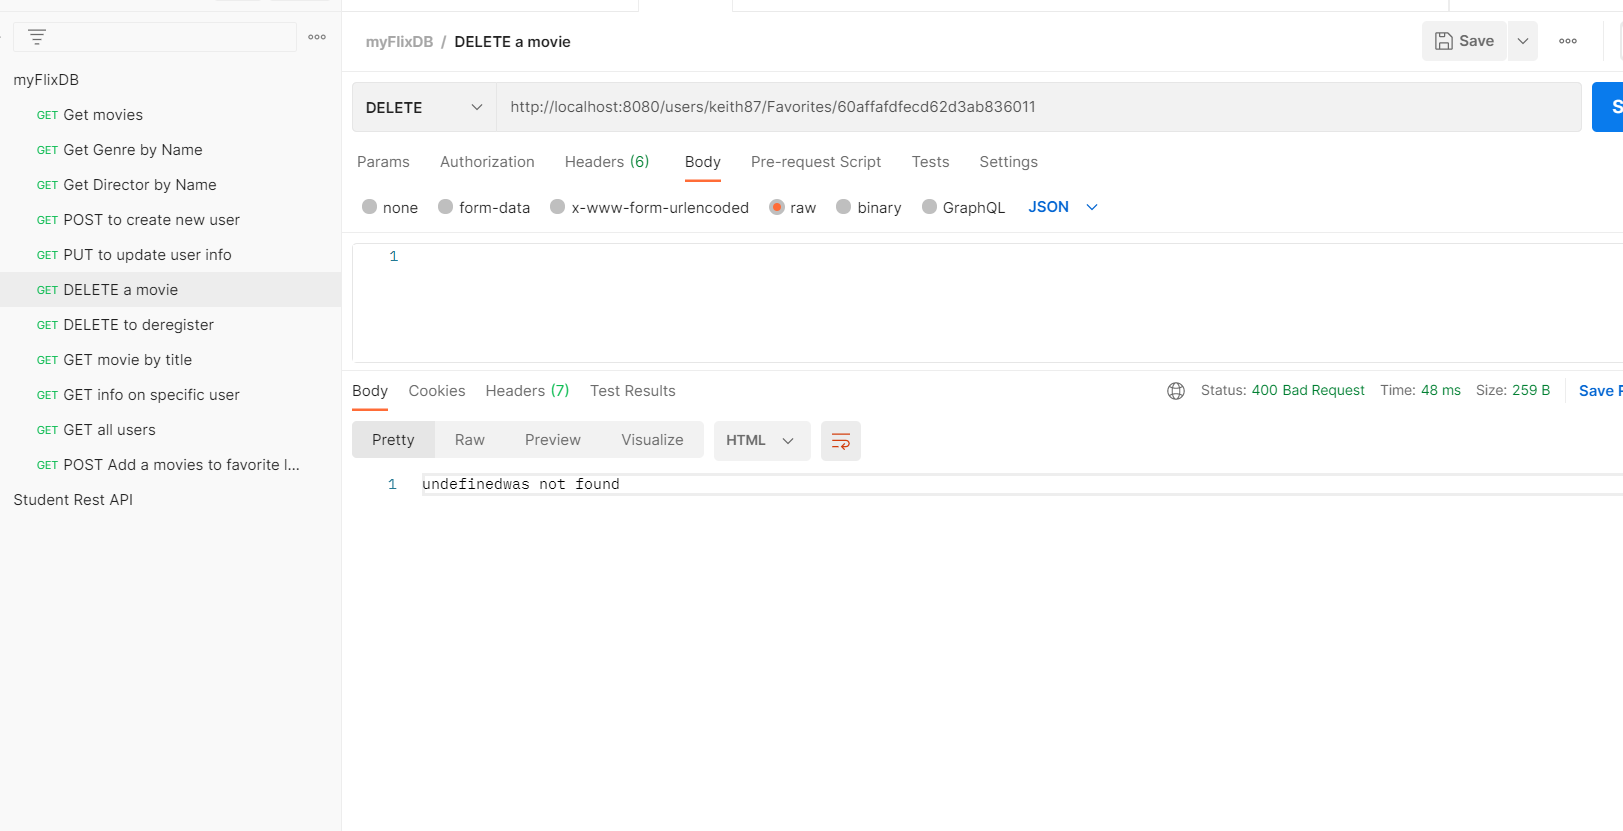 myFlixDB
GET Get movies
GET Get Genre by Name
GET Get Director by Name
GET POST to create new user
GET PUT to update user info
GET DELETE a movie
GET DELETE to deregister
GET GET movie by title
GET GET info on specific user
GET GET all users
GET POST Add a movies to favorite l...
Student Rest API
myFlixDB / DELETE a movie
Save
DELETE http://localhost:8080/users/keith87/Favorites/60affafdfecd62d3ab836011
S
Params Authorization Headers (6) Body Pre-request Script Tests Settings
none form-data x-www-form-urlencoded raw binary GraphQL JSON
1
Body Cookies Headers (7) Test Results Status: 400 Bad Request Time: 48 ms Size: 259 B Save
Pretty Raw Preview Visualize HTML
1 undefinedwas not found